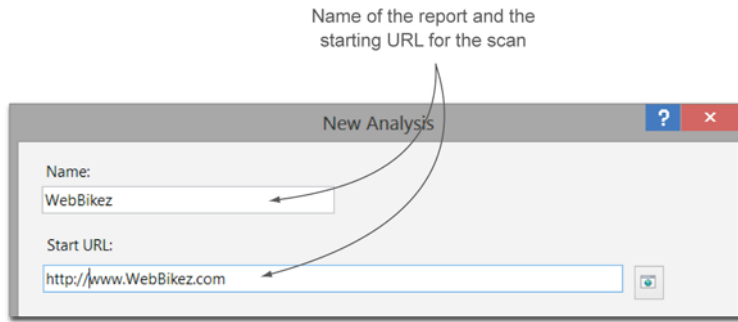 Name of the report and the
starting URL for the scan
New Analysis
?
×
Name:
WebBikez
Start URL:
http://www.WebBikez.com